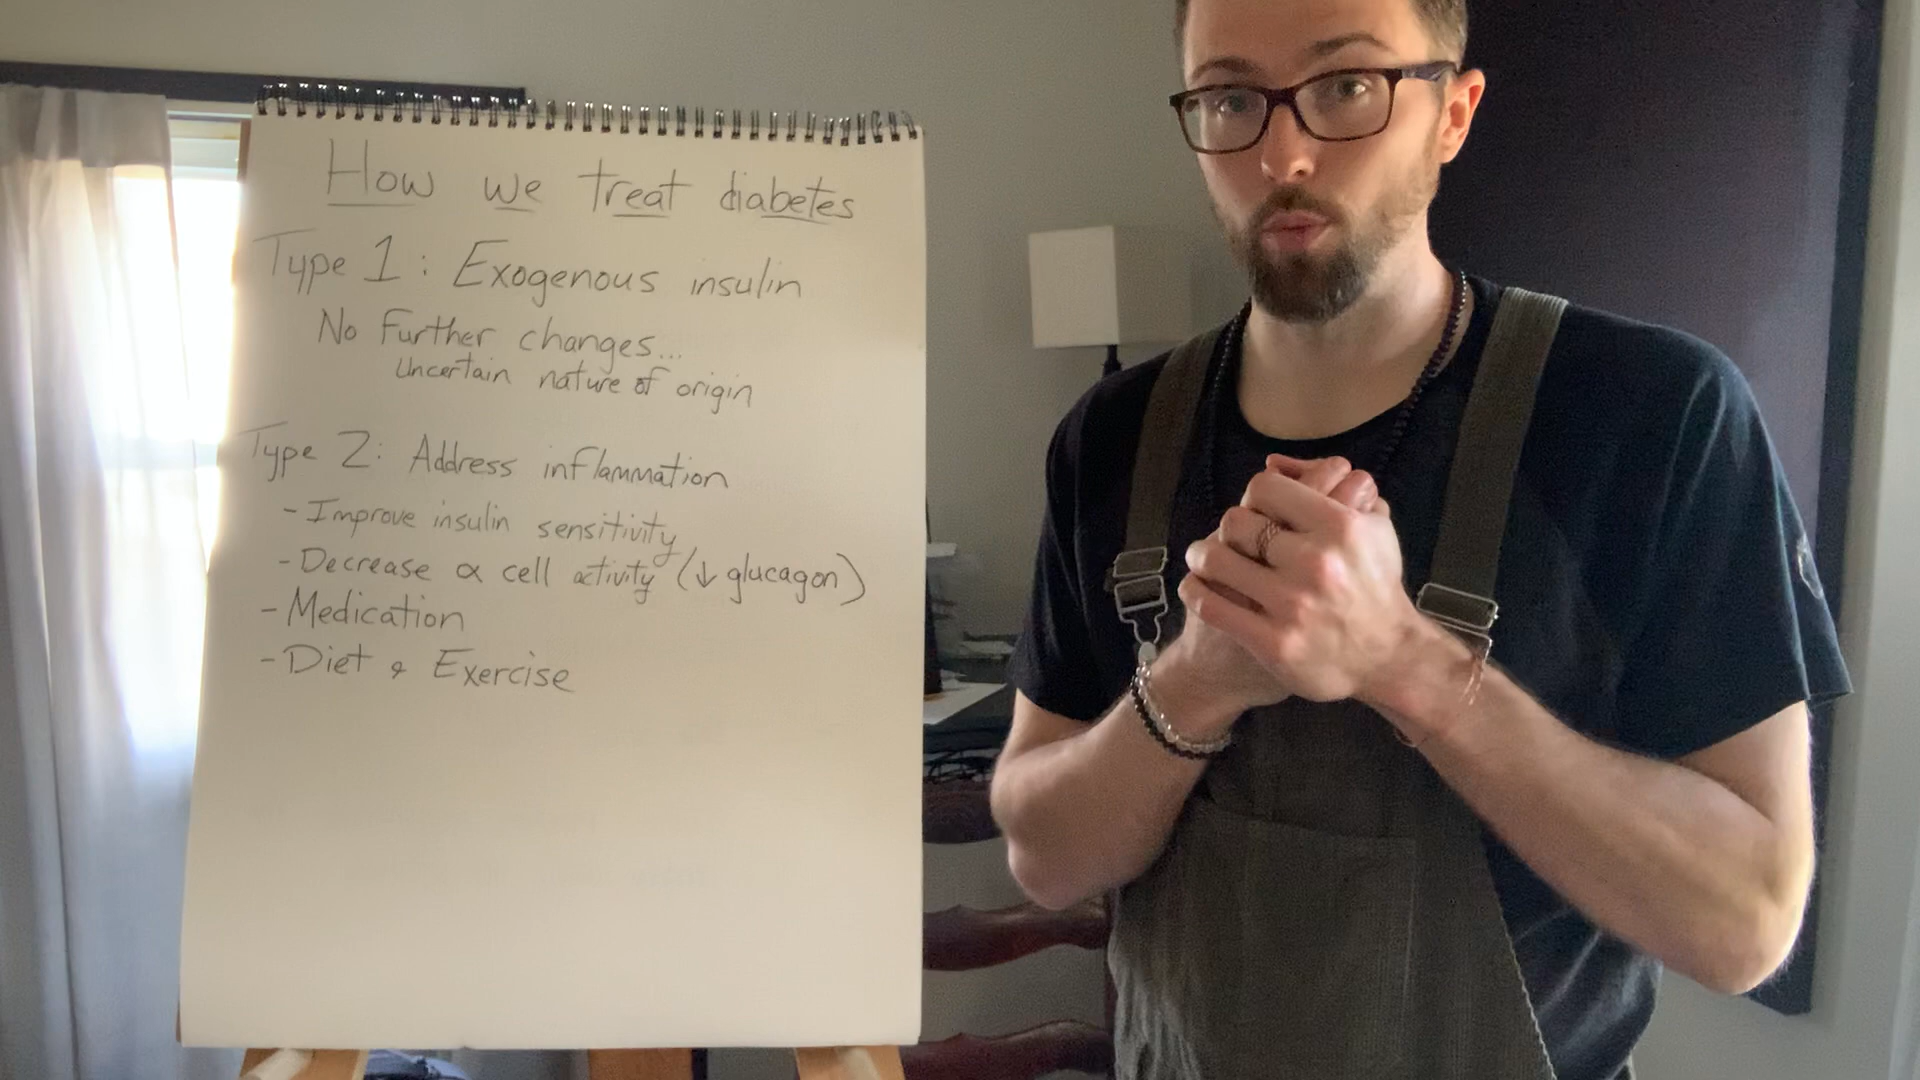 How we treat diabetes
Type 1: Exogenous insulin
No Further changes...
Uncertain nature of origin
Type 2: Address inflammation
- Improve insulin sensitivity
- Decrease α cell activity (↓ glucagon)
- Medication
- Diet & Exercise